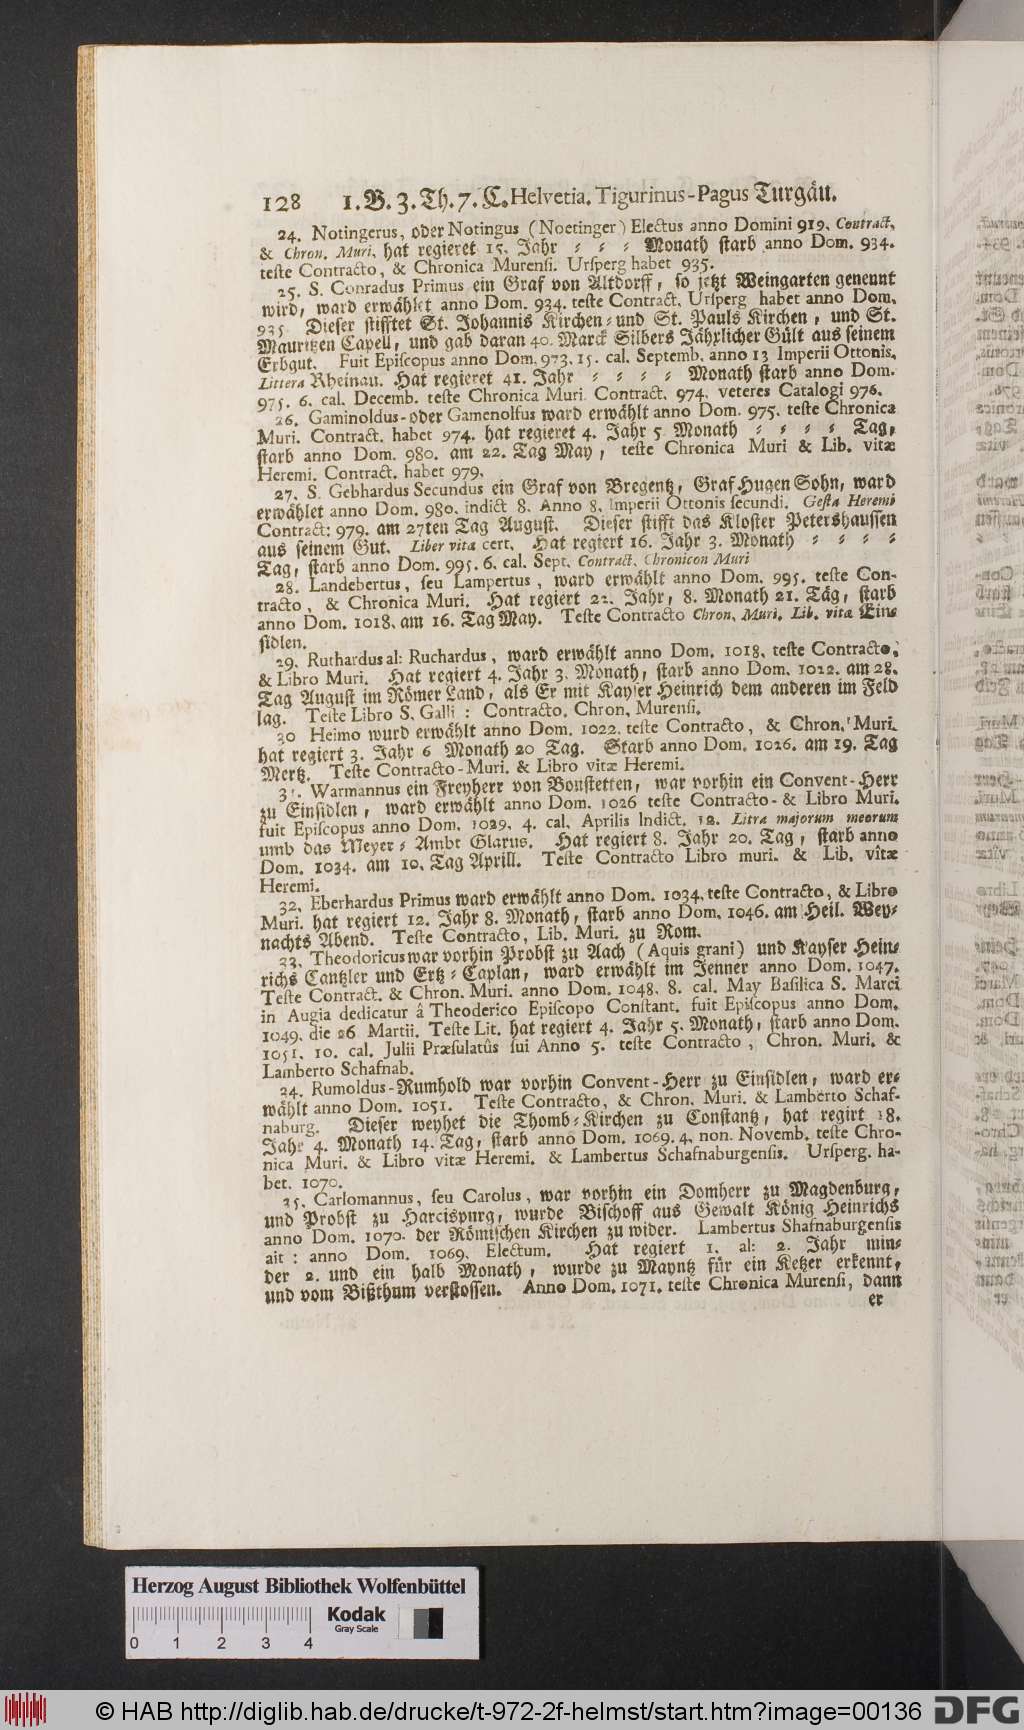 128 1. B. 3. Th. 7. C. Helvetia. Tigurinus-Pagus Turgäu.
24. Notingerus, oder Notingus (Noetinger) Electus anno Domini 919. Contract.
& Chron. Muri. hat regieret 15. Jahr ⸗ ⸗ ⸗ Monath starb anno Dom. 934.
teste Contracto, & Chronica Murensi. Ursperg habet 935.
25. S. Conradus Primus ein Graf von Altdorff, so jetzt Weingarten genennt
wird, ward erwählet anno Dom. 934. teste Contract. Ursperg habet anno Dom.
935. Dieser stifftet St. Johannis Kirchen⸗ und St. Pauls Kirchen, und St.
Mauritzen Capell, und gab daran 40. Marck Silbers Jährlicher Gült aus seinem
Erbgut. Fuit Episcopus anno Dom. 973. 15. cal. Septemb. anno 13 Imperii Ottonis.
Littera Rheinau. Hat regieret 41. Jahr ⸗ ⸗ ⸗ ⸗ Monath starb anno Dom.
975. 6. cal. Decemb. teste Chronica Muri Contract. 974. veteres Catalogi 976.
26. Gaminoldus-oder Gamenolfus ward erwählt anno Dom. 975. teste Chronica
Muri. Contract. habet 974. hat regieret 4. Jahr 5 Monath ⸗ ⸗ ⸗ ⸗ Tag,
starb anno Dom. 980. am 22. Tag May, teste Chronica Muri & Lib. vitæ
Heremi. Contract. habet 979.
27. S. Gebhardus Secundus ein Graf von Bregentz, Graf Hugen Sohn, ward
erwählet anno Dom. 980. indict 8. Anno 8. Imperii Ottonis secundi. Gesta Heremi
Contract: 979. am 27ten Tag August. Dieser stifft das Kloster Petershaussen
aus seinem Gut. Liber vitæ cert. Hat regiert 16. Jahr 3. Monath ⸗ ⸗ ⸗ ⸗
Tag, starb anno Dom. 995. 6. cal. Sept. Contract. Chronicon Muri
28. Landebertus, seu Lampertus, ward erwählt anno Dom. 995. teste Con-
tracto, & Chronica Muri. Hat regiert 22. Jahr, 8. Monath 21. Täg, starb
anno Dom. 1018. am 16. Tag May. Teste Contracto Chron. Muri. Lib. vitæ Ein⸗
sidlen.
29. Ruthardus al: Ruchardus, ward erwählt anno Dom. 1018. teste Contracto,
& Libro Muri. Hat regiert 4. Jahr 3. Monath, starb anno Dom. 1022. am 28.
Tag August im Römer Land, als Er mit Kayser Heinrich dem anderen im Feld
lag. Teste Libro S. Galli: Contracto. Chron. Murensi.
30 Heimo wurd erwählt anno Dom. 1022. teste Contracto, & Chron. Muri.
hat regiert 3. Jahr 6 Monath 20 Tag. Starb anno Dom. 1026. am 19. Tag
Mertz. Teste Contracto-Muri. & Libro vitæ Heremi.
31. Warmannus ein Freyherr von Bonstetten, war vorhin ein Convent-Herr
zu Einsidlen, ward erwählt anno Dom. 1026 teste Contracto-& Libro Muri.
fuit Episcopus anno Dom. 1029. 4. cal. Aprilis Indict. 12. Litra majorum meorum
umb das Meyer⸗Ambt Glarus. Hat regiert 8. Jahr 20. Tag, starb anno
Dom. 1034. am 10. Tag Aprill. Teste Contracto Libro muri. & Lib. vîtæ
Heremi.
32. Eberhardus Primus ward erwählt anno Dom. 1034. teste Contracto, & Libro
Muri. hat regiert 12. Jahr 8. Monath, starb anno Dom. 1046. am Heil. Wey⸗
nachts Abend. Teste Contracto, Lib. Muri. zu Rom.
33. Theodoricus war vorhin Probst zu Aach (Aquis grani) und Kayser Hein⸗
richs Cantzler und Ertz⸗Caplan, ward erwählt im Jenner anno Dom. 1047.
Teste Contract. & Chron. Muri. anno Dom. 1048. 8. cal. May Basilica S. Marci
in Augia dedicatur â Theoderico Episcopo Constant. fuit Episcopus anno Dom.
1049. die 26 Martii. Teste Lit. hat regiert 4. Jahr 5. Monath, starb anno Dom.
1051. 10. cal. Julii Præsulatûs sui Anno 5. teste Contracto, Chron. Muri. &
Lamberto Schafnab.
34. Rumoldus-Rumhold war vorhin Convent-Herr zu Einsidlen, ward er⸗
wählt anno Dom. 1051. Teste Contracto, & Chron. Muri. & Lamberto Schaf-
naburg. Dieser weyhet die Thomb⸗Kirchen zu Constantz, hat regirt 18.
Jahr 4. Monath 14. Tag, starb anno Dom. 1069. 4. non. Novemb. teste Chro-
nica Muri. & Libro vitæ Heremi. & Lambertus Schafnaburgensis. Ursperg. ha-
bet. 1070.
35. Carlomannus, seu Carolus, war vorhin ein Domherr zu Magdenburg,
und Probst zu Harcispurg, wurde Bischoff aus Gewalt König Heinrichs
anno Dom. 1070. der Römischen Kirchen zu wider. Lambertus Shafnaburgensis
ait: anno Dom. 1069. Electum. Hat regiert 1. al: 2. Jahr min⸗
der 2. und ein halb Monath, wurde zu Mayntz für ein Ketzer erkennt,
und vom Bißthum verstossen. Anno Dom. 1071. teste Chronica Murensi, dann
er
Herzog August Bibliothek Wolfenbüttel
Kodak
Gray Scale
0 1 2 3 4
© HAB http://diglib.hab.de/drucke/t-972-2f-helmst/start.htm?image=00136 DFG